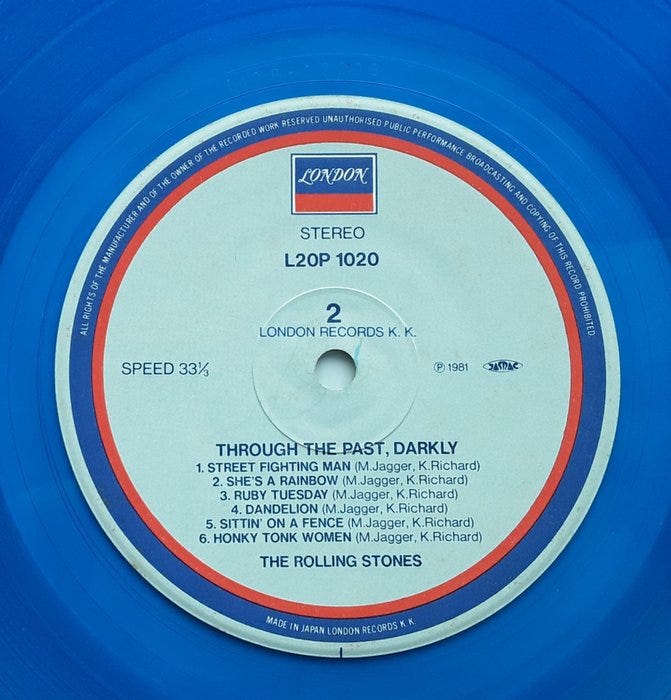 ALL RIGHTS OF THE MANUFACTURER AND OF THE OWNER OF THE RECORDED WORK RESERVED UNAUTHORISED PUBLIC PERFORMANCE BROADCASTING AND COPYING OF THIS RECORD PROHIBITED
LONDON
STEREO
L20P 1020
2
LONDON RECORDS K. K.
SPEED 33⅓
℗ 1981 JASRAC
THROUGH THE PAST, DARKLY
1. STREET FIGHTING MAN (M.Jagger, K.Richard)
2. SHE'S A RAINBOW (M.Jagger, K.Richard)
3. RUBY TUESDAY (M.Jagger, K.Richard)
4. DANDELION (M.Jagger, K.Richard)
5. SITTIN' ON A FENCE (M.Jagger, K.Richard)
6. HONKY TONK WOMEN (M.Jagger, K.Richard)
THE ROLLING STONES
MADE IN JAPAN LONDON RECORDS K.K.